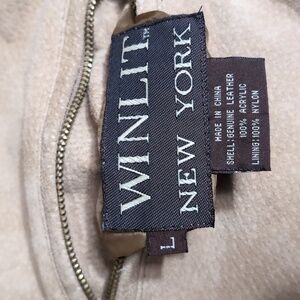 WINLIT™
NEW YORK
L
MADE IN CHINA
SHELL: GENUINE LEATHER
100% ACRYLIC
LINING: 100% NYLON